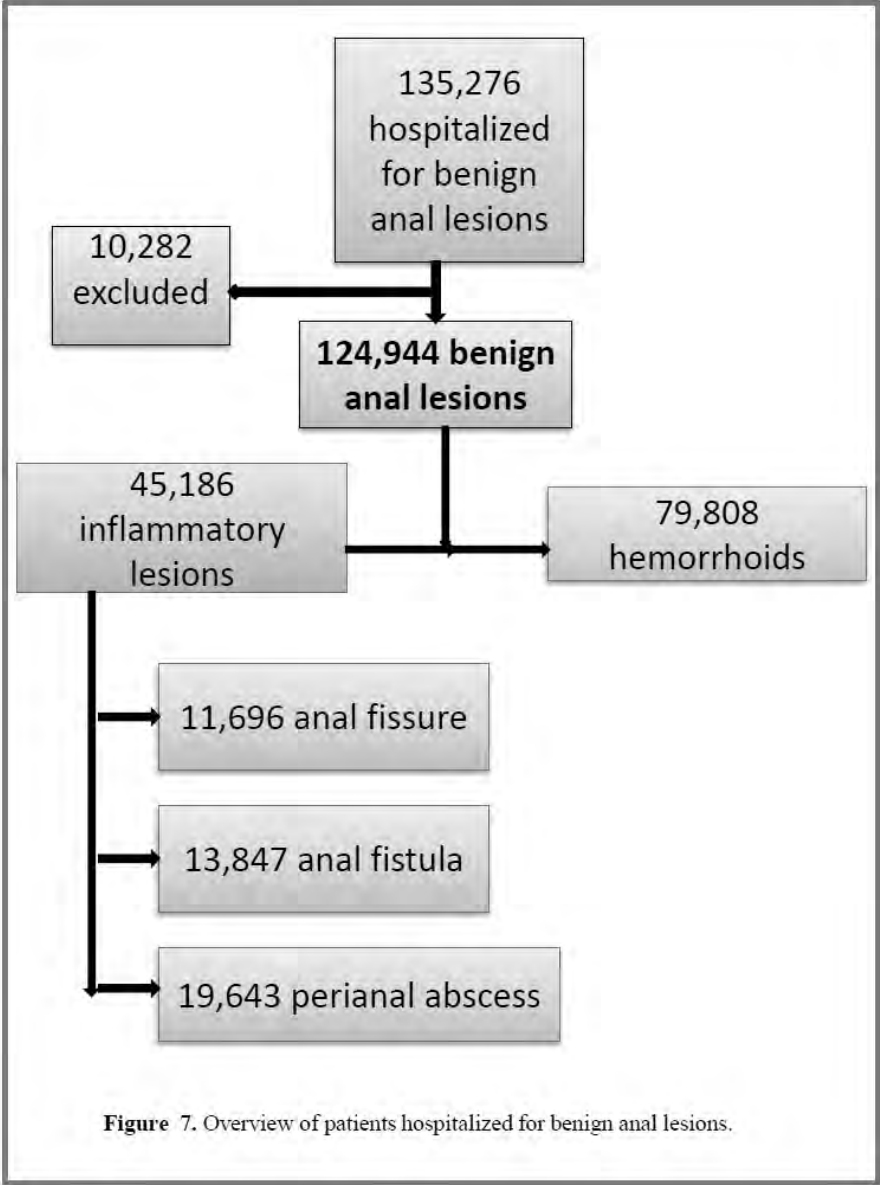 135,276
hospitalized
for benign
anal lesions
10,282
excluded
124,944 benign
anal lesions
45,186
inflammatory
lesions
79,808
hemorrhoids
11,696 anal fissure
13,847 anal fistula
19,643 perianal abscess
Figure 7. Overview of patients hospitalized for benign anal lesions.